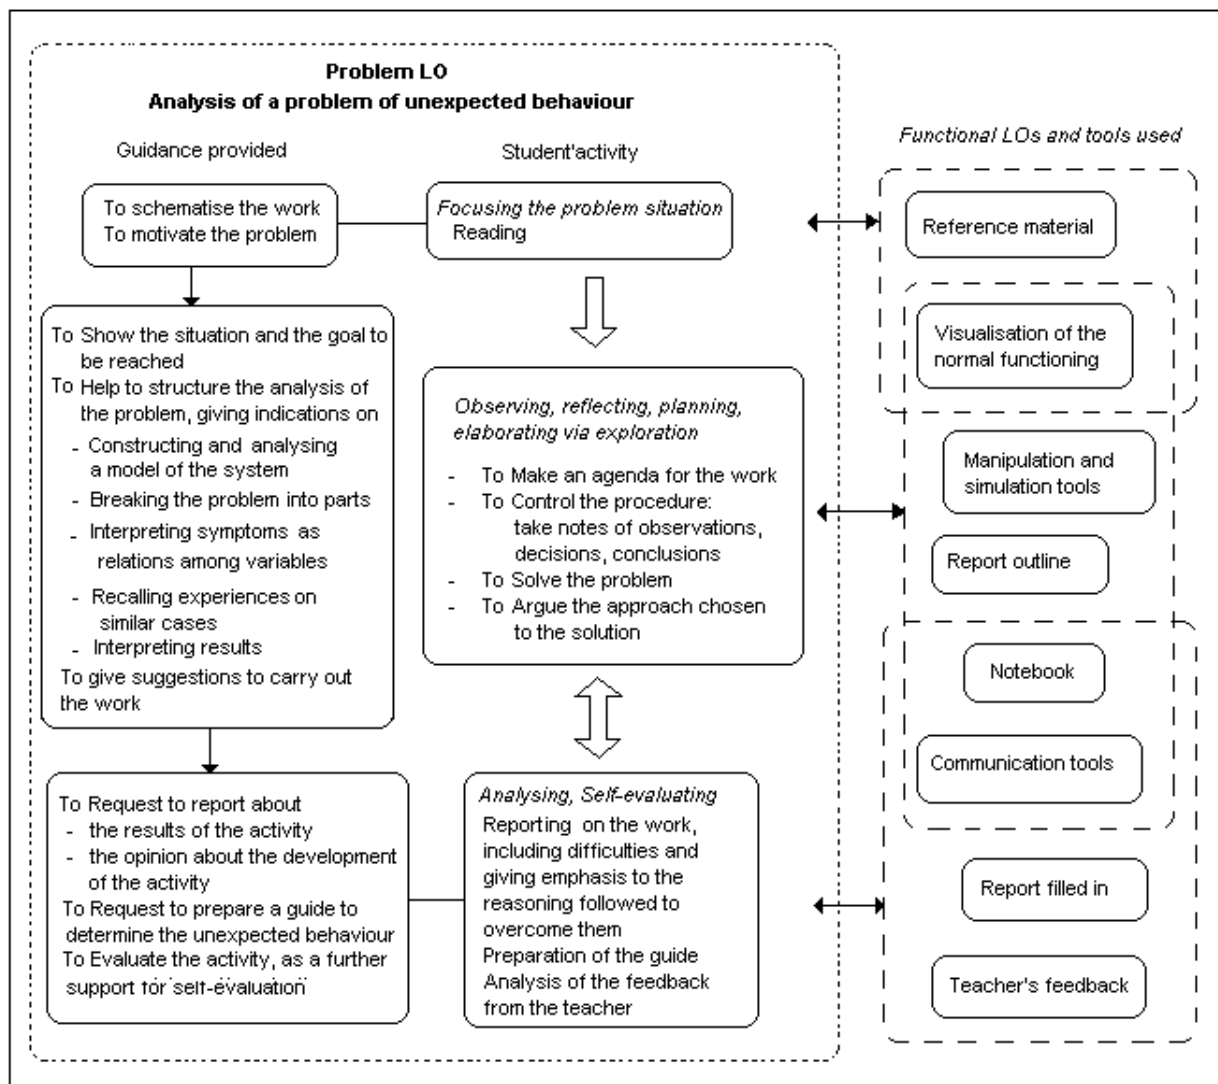 Problem LO
Analysis of a problem of unexpected behaviour
Guidance provided
Student'activity
To schematise the work
To motivate the problem
Focusing the problem situation
Reading
To Show the situation and the goal to
be reached
To Help to structure the analysis of
the problem, giving indications on
- Constructing and analysing
a model of the system
- Breaking the problem into parts
- Interpreting symptoms as
relations among variables
- Recalling experiences on
similar cases
- Interpreting results
To give suggestions to carry out
the work
Observing, reflecting, planning,
elaborating via exploration
- To Make an agenda for the work
- To Control the procedure:
take notes of observations,
decisions, conclusions
- To Solve the problem
- To Argue the approach chosen
to the solution
To Request to report about
- the results of the activity
- the opinion about the development
of the activity
To Request to prepare a guide to
determine the unexpected behaviour
To Evaluate the activity, as a further
support for self-evaluation
Analysing, Self-evaluating
Reporting on the work,
including difficulties and
giving emphasis to the
reasoning followed to
overcome them
Preparation of the guide
Analysis of the feedback
from the teacher
Functional LOs and tools used
Reference material
Visualisation of the
normal functioning
Manipulation and
simulation tools
Report outline
Notebook
Communication tools
Report filled in
Teacher's feedback